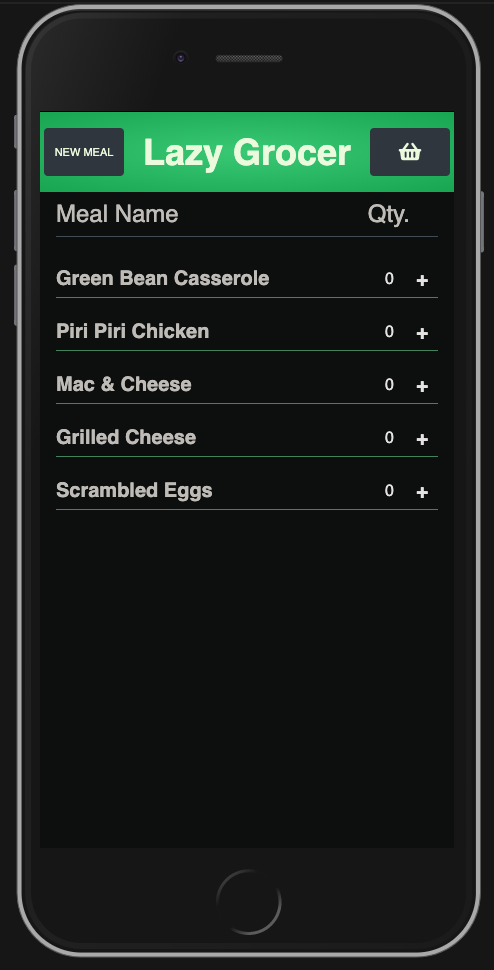 NEW MEAL Lazy Grocer
Meal Name Qty.
Green Bean Casserole 0 +
Piri Piri Chicken 0 +
Mac & Cheese 0 +
Grilled Cheese 0 +
Scrambled Eggs 0 +